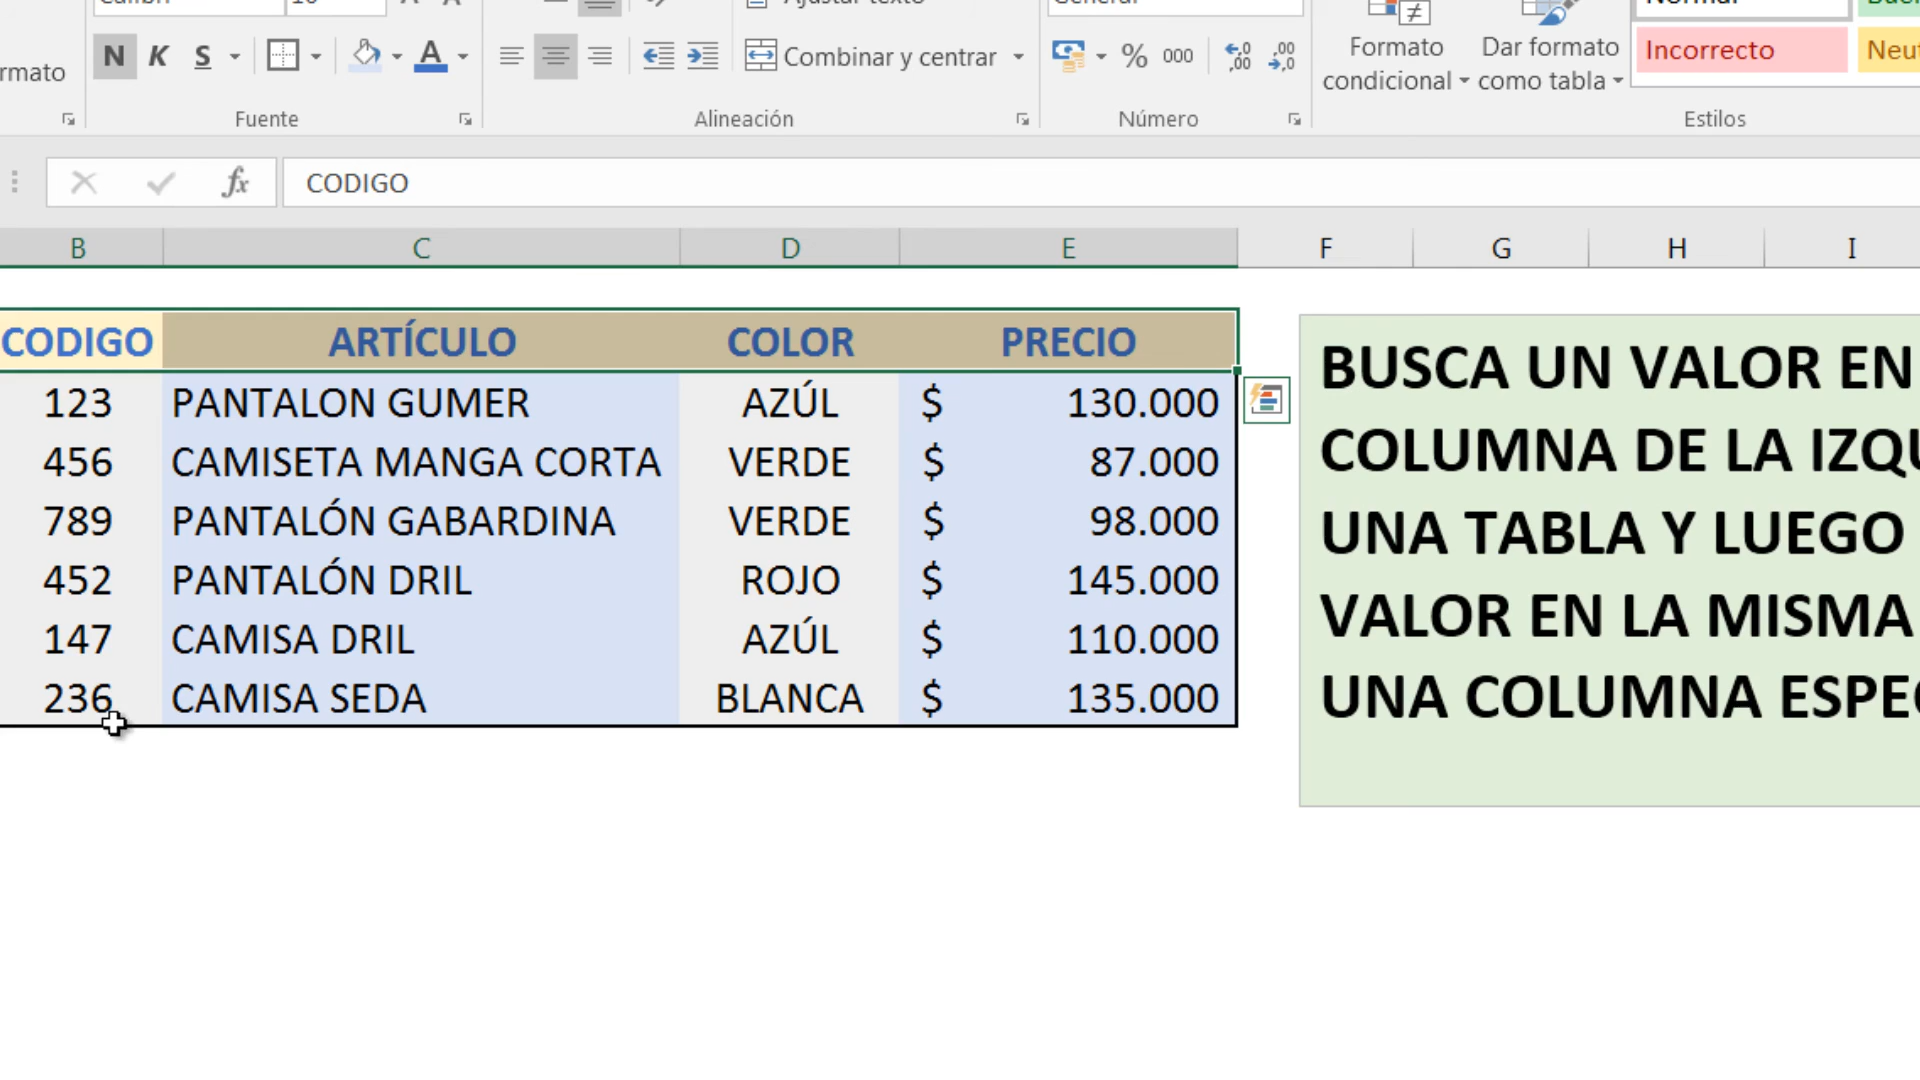 N K S
Combinar y centrar
% 000
Formato
condicional
Dar formato
como tabla
Incorrecto
Fuente
Alineación
Número
Estilos
fx CODIGO
B C D E F G H I
CODIGO ARTÍCULO COLOR PRECIO
123 PANTALON GUMER AZÚL $ 130.000
456 CAMISETA MANGA CORTA VERDE $ 87.000
789 PANTALÓN GABARDINA VERDE $ 98.000
452 PANTALÓN DRIL ROJO $ 145.000
147 CAMISA DRIL AZÚL $ 110.000
236 CAMISA SEDA BLANCA $ 135.000
BUSCA UN VALOR EN
COLUMNA DE LA IZQU
UNA TABLA Y LUEGO
VALOR EN LA MISMA
UNA COLUMNA ESPEC